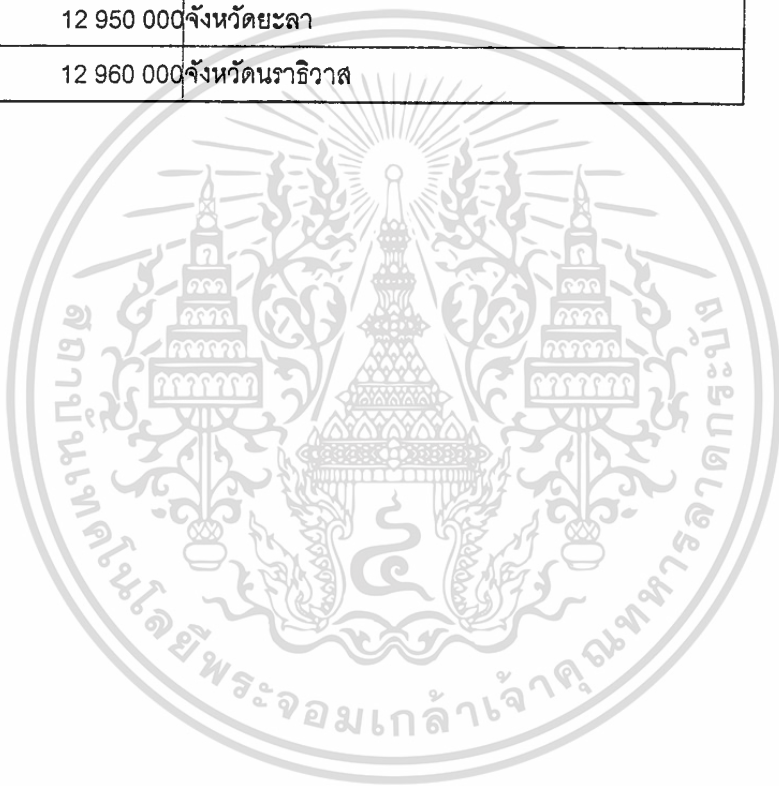 12 950 000 จังหวัดยะลา
12 960 000 จังหวัดนราธิวาส
สถาบันเทคโนโลยีพระจอมเกล้าเจ้าคุณทหารลาดกระบัง
๔